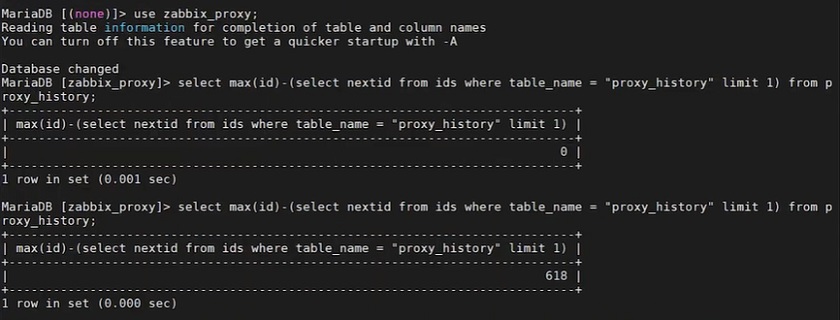 MariaDB [(none)]> use zabbix_proxy;
Reading table information for completion of table and column names
You can turn off this feature to get a quicker startup with -A

Database changed
MariaDB [zabbix_proxy]> select max(id)-(select nextid from ids where table_name = "proxy_history" limit 1) from p
roxy_history;
+----------------------------------------------------------------------------+
| max(id)-(select nextid from ids where table_name = "proxy_history" limit 1) |
+----------------------------------------------------------------------------+
|                                                                          0 |
+----------------------------------------------------------------------------+
1 row in set (0.001 sec)

MariaDB [zabbix_proxy]> select max(id)-(select nextid from ids where table_name = "proxy_history" limit 1) from p
roxy_history;
+----------------------------------------------------------------------------+
| max(id)-(select nextid from ids where table_name = "proxy_history" limit 1) |
+----------------------------------------------------------------------------+
|                                                                        618 |
+----------------------------------------------------------------------------+
1 row in set (0.000 sec)